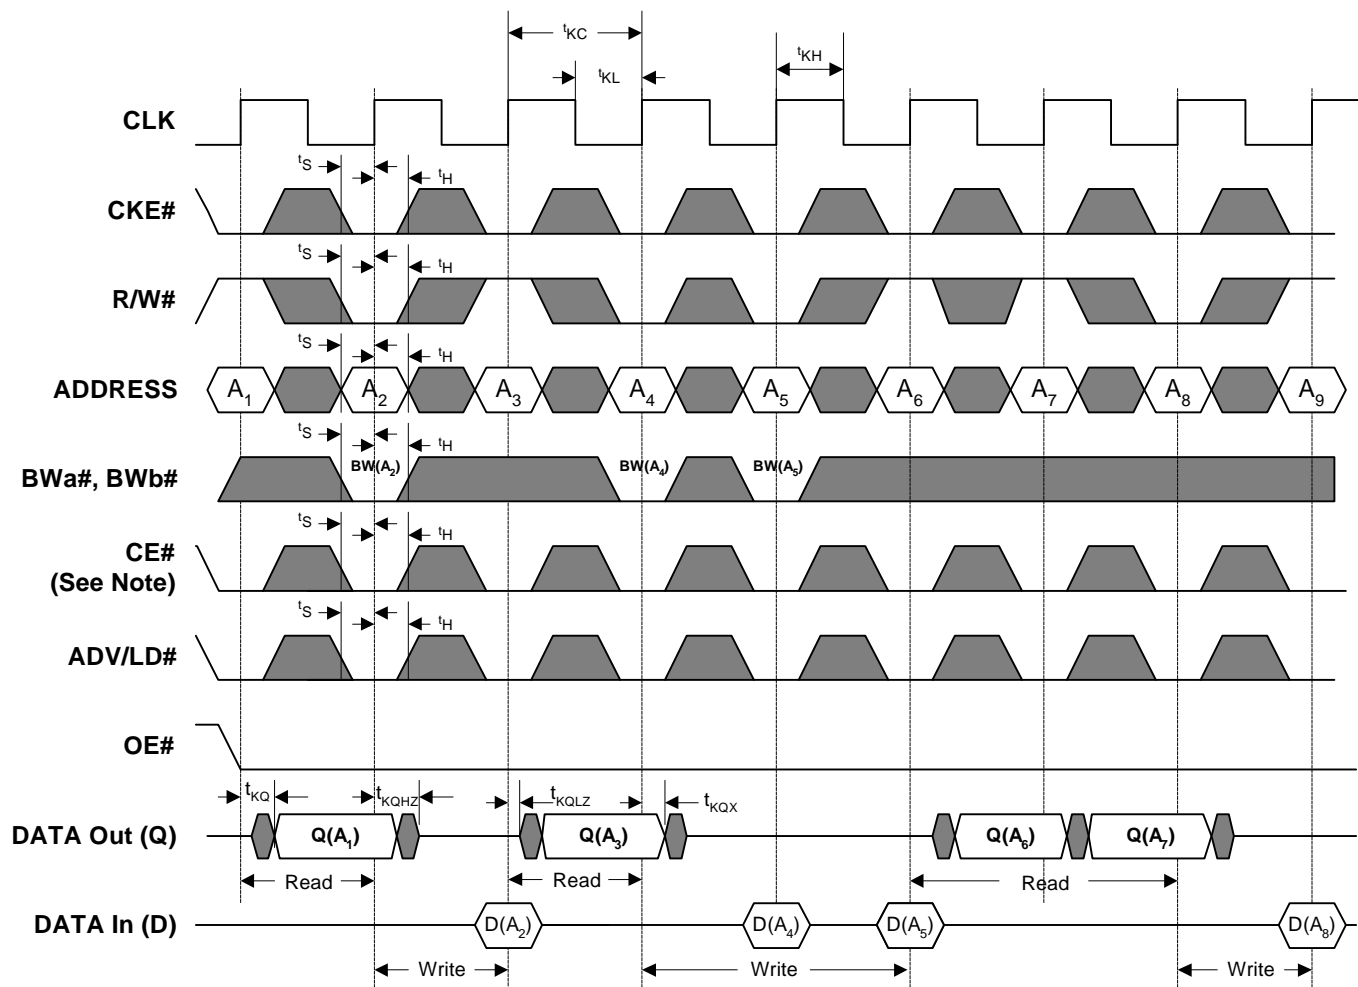 tKC
tKH
tKL
CLK
tS
tH
CKE#
tS
tH
R/W#
tS
tH
ADDRESS
A1
A2
A3
A4
A5
A6
A7
A8
A9
tS
tH
BWa#, BWb#
BW(A2)
BW(A4)
BW(A5)
tS
tH
CE#
(See Note)
tS
tH
ADV/LD#
OE#
tKQ
tKQHZ
tKQLZ
tKQX
DATA Out (Q)
Q(A1)
Q(A3)
Q(A6)
Q(A7)
Read
Read
Read
DATA In (D)
D(A2)
D(A4)
D(A5)
D(A8)
Write
Write
Write